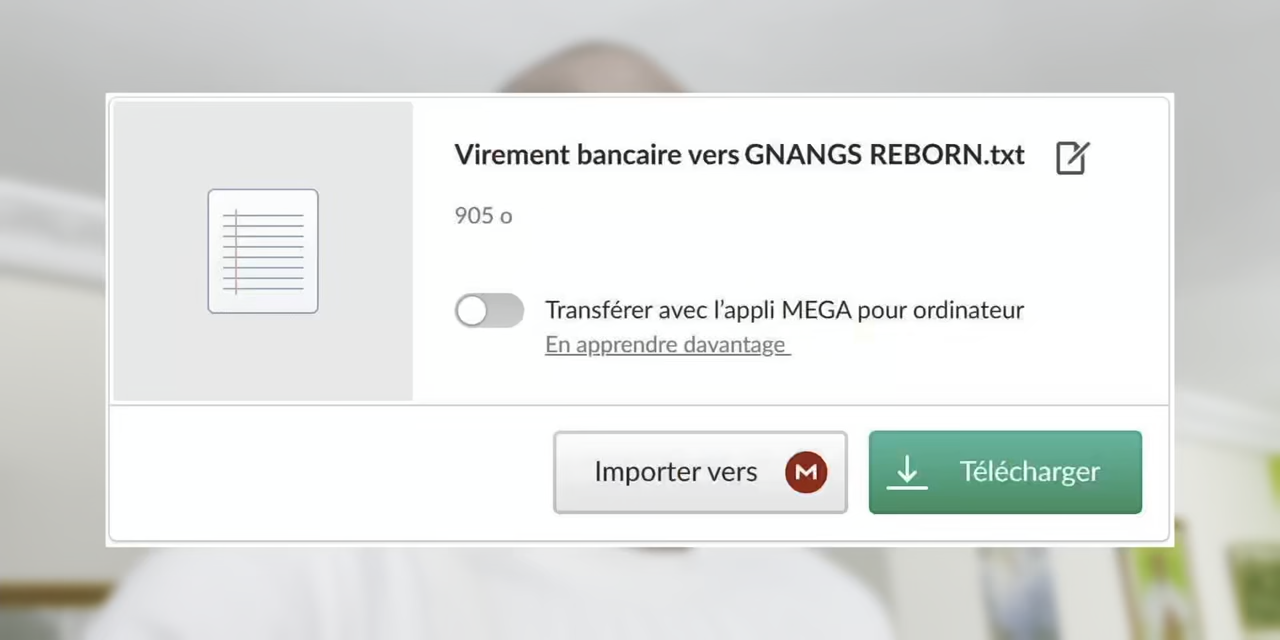 Virement bancaire vers GNANGS REBORN.txt
905 o
Transférer avec l’appli MEGA pour ordinateur
En apprendre davantage
Importer vers M
Télécharger